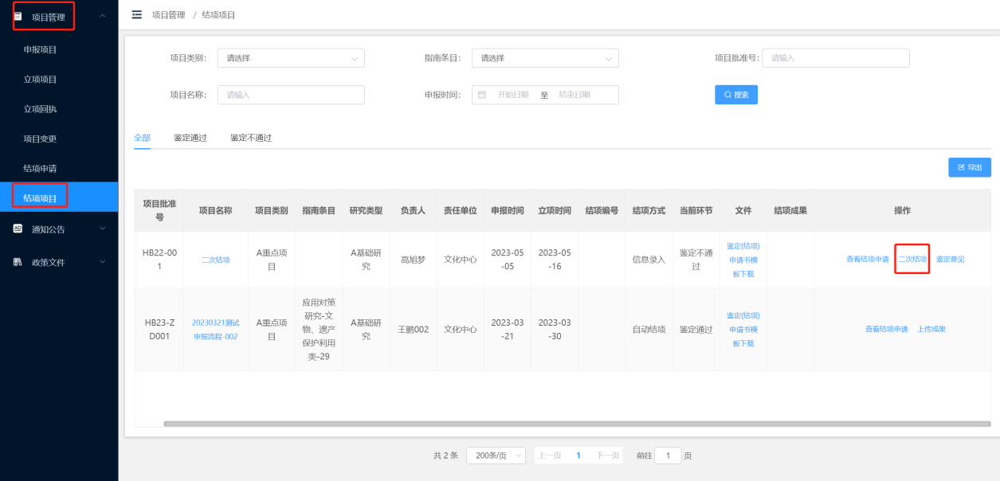 项目管理
申报项目
立项项目
立项回执
项目变更
结项申请
结项项目
通知公告
政策文件
项目管理 / 结项项目
项目类别： 请选择 指南条目： 请选择 项目批准号： 请输入
项目名称： 请输入 申报时间： 开始日期 至 结束日期 搜索
全部 鉴定通过 鉴定不通过
导出
项目批准号 项目名称 项目类别 指南条目 研究类型 负责人 责任单位 申报时间 立项时间 结项编号 结项方式 当前环节 文件 结项成果 操作
HB22-001 二次结项 A重点项目 A基础研究 高旭梦 文化中心 2023-05-05 2023-05-16 信息录入 鉴定不通过 鉴定(结项)申请书模板下载 查看结项申请 二次结项 鉴定意见
HB23-ZD001 20230321测试申报流程-002 A重点项目 应用对策研究-文物、遗产保护利用类-29 A基础研究 王鹏002 文化中心 2023-03-21 2023-03-30 自动结项 鉴定通过 鉴定(结项)申请书模板下载 查看结项申请 上传成果
共 2 条 200条/页 上一页 1 下一页 前往 1 页